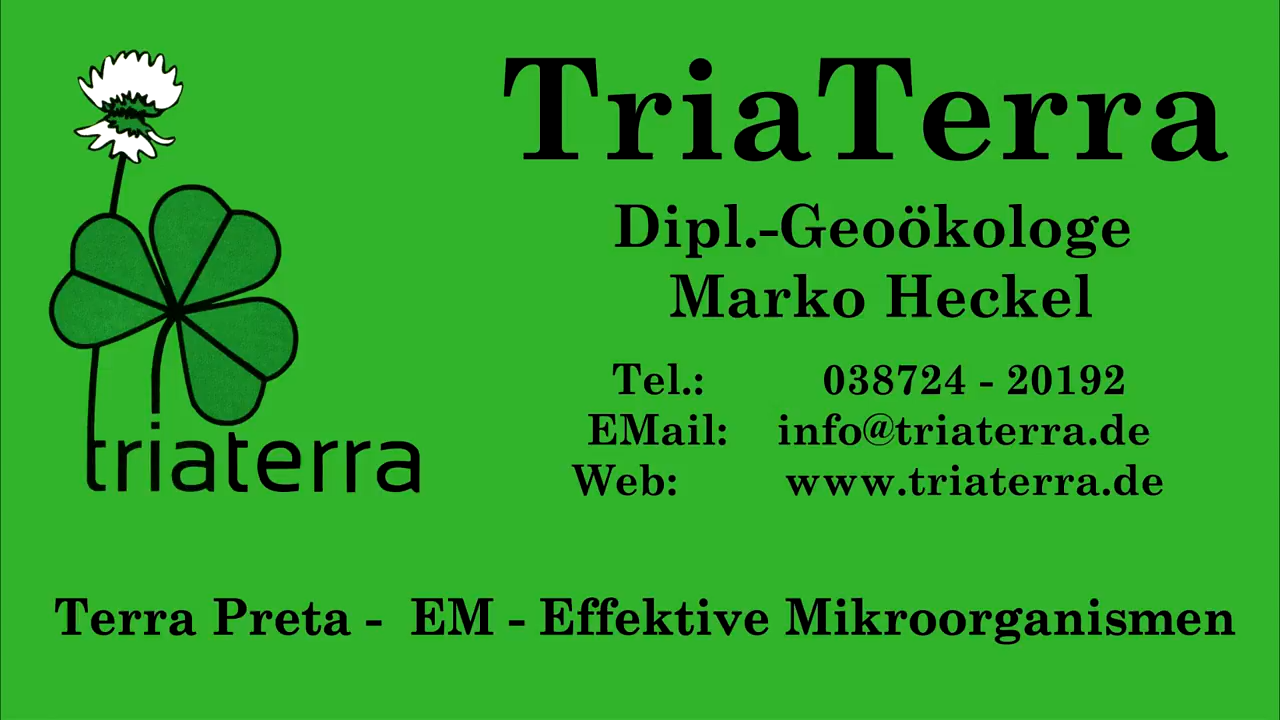 TriaTerra
Dipl.-Geoökologe
Marko Heckel
Tel.: 038724 - 20192
EMail: info@triaterra.de
Web: www.triaterra.de
triaterra
Terra Preta - EM - Effektive Mikroorganismen